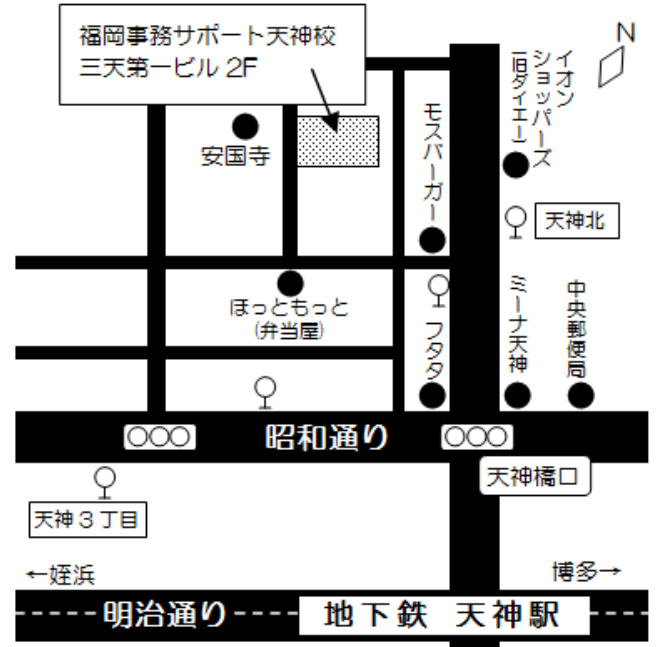 福岡事務サポート天神校
三天第一ビル 2F
N
イオン
ショッパーズ
(旧ダイエー)
安国寺
モスバーガー
天神北
ほっともっと
(弁当屋)
フタタ
ミーナ天神
中央郵便局
昭和通り
天神橋口
天神3丁目
←姪浜
博多→
明治通り
地下鉄 天神駅